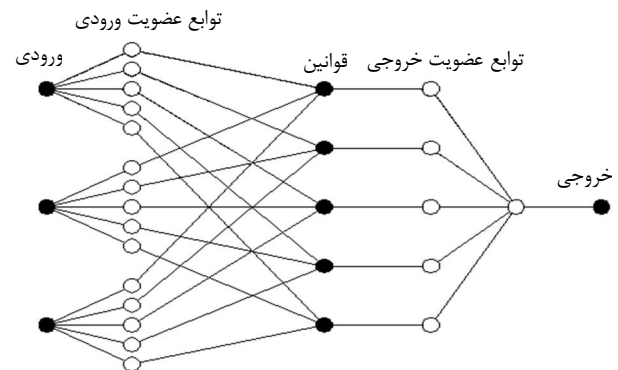 توابع عضویت ورودی
ورودی
قوانین
توابع عضویت خروجی
خروجی